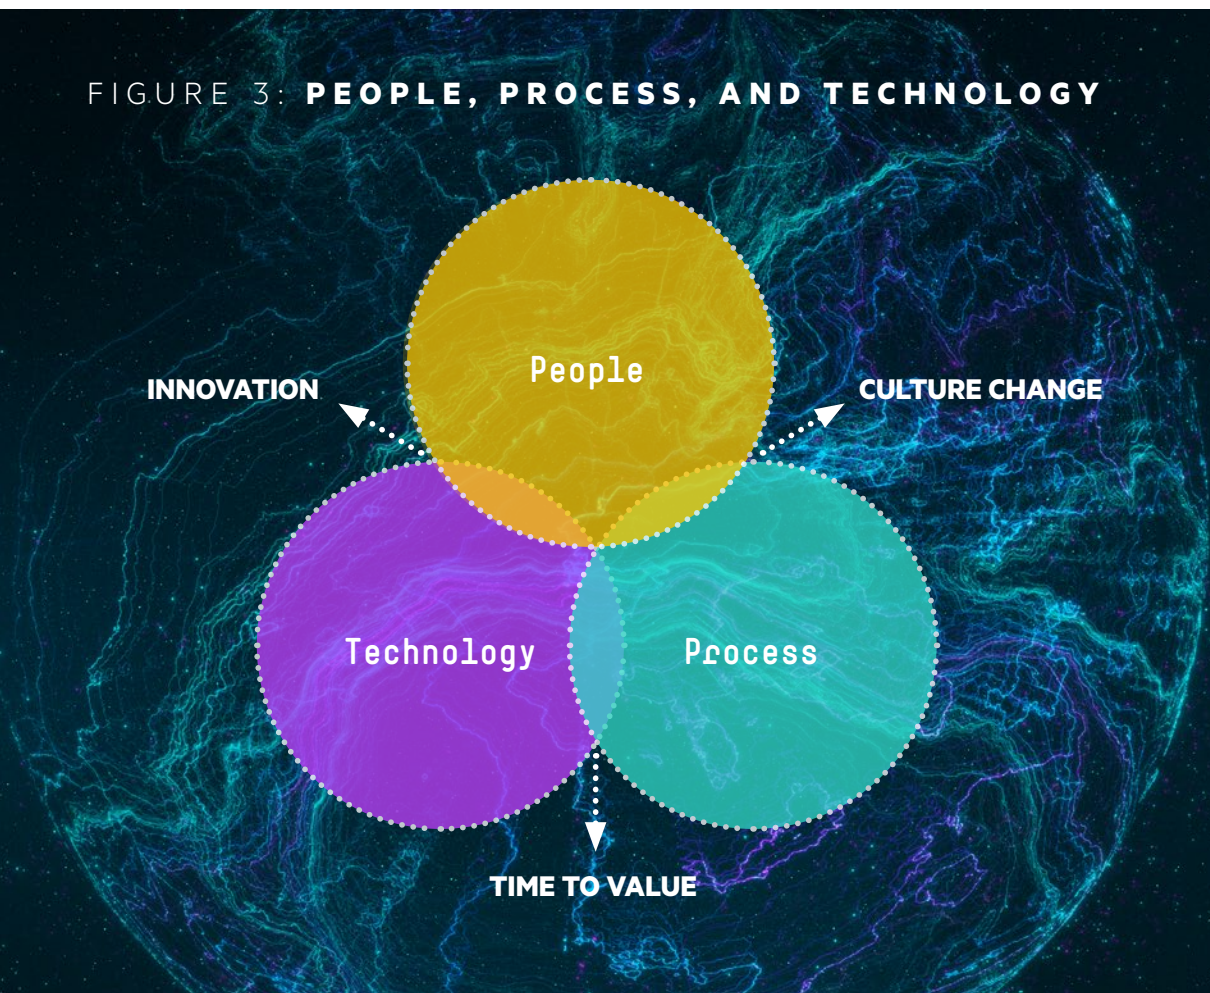 FIGURE 3: PEOPLE, PROCESS, AND TECHNOLOGY
People
INNOVATION
CULTURE CHANGE
Technology
Process
TIME TO VALUE